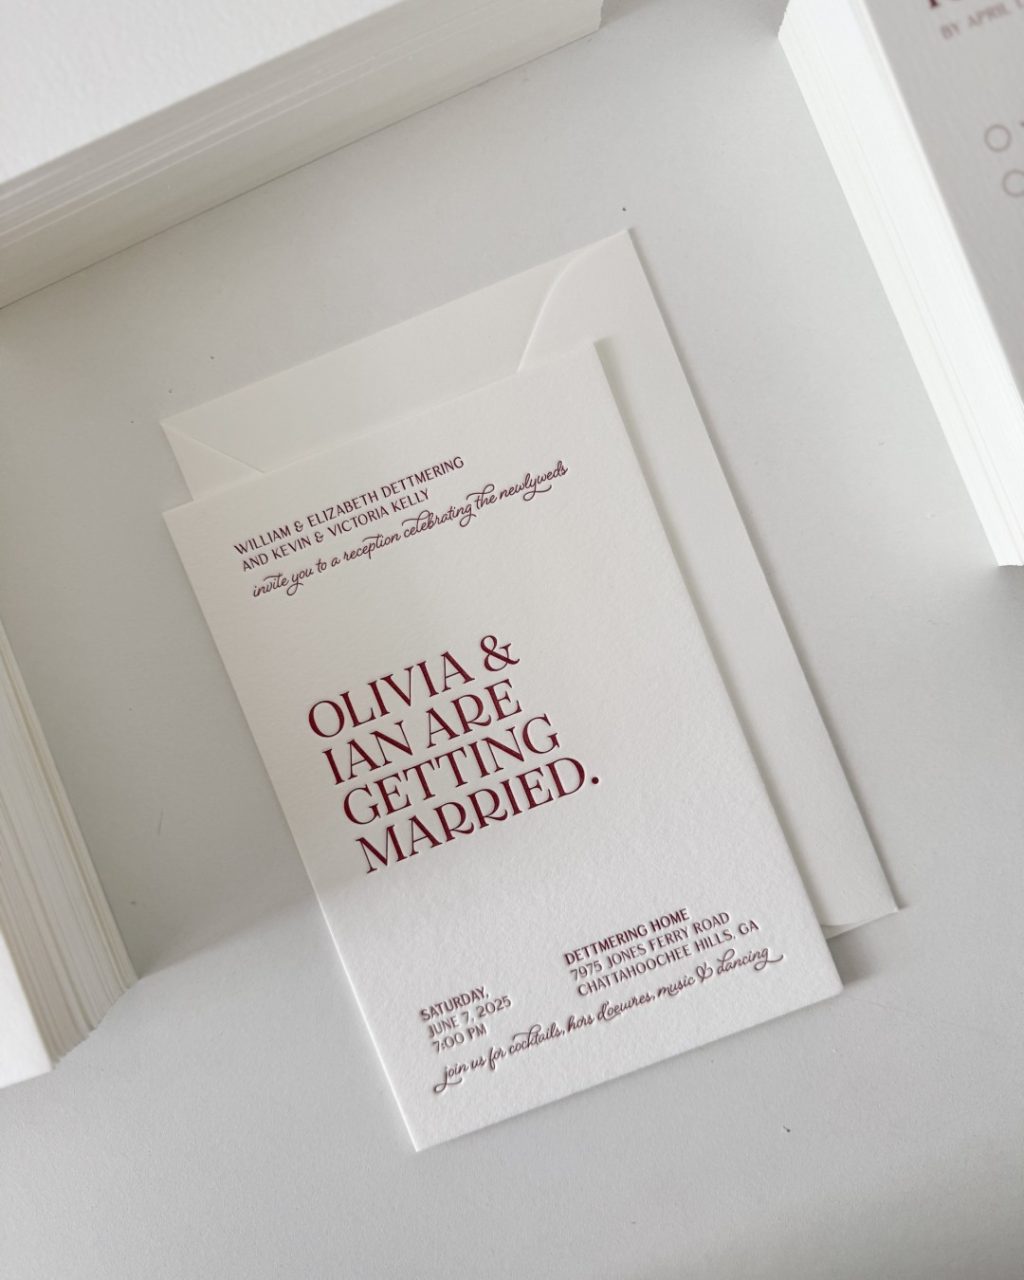 WILLIAM & ELIZABETH DETTMERING
AND KEVIN & VICTORIA KELLY
invite you to a reception celebrating the newlyweds
OLIVIA &
IAN ARE
GETTING
MARRIED.
SATURDAY,
JUNE 7, 2025
7:00 PM
DETTMERING HOME
7975 JONES FERRY ROAD
CHATTAHOOCHEE HILLS, GA
join us for cocktails, hors d'oeuvres, music & dancing
BY APRIL